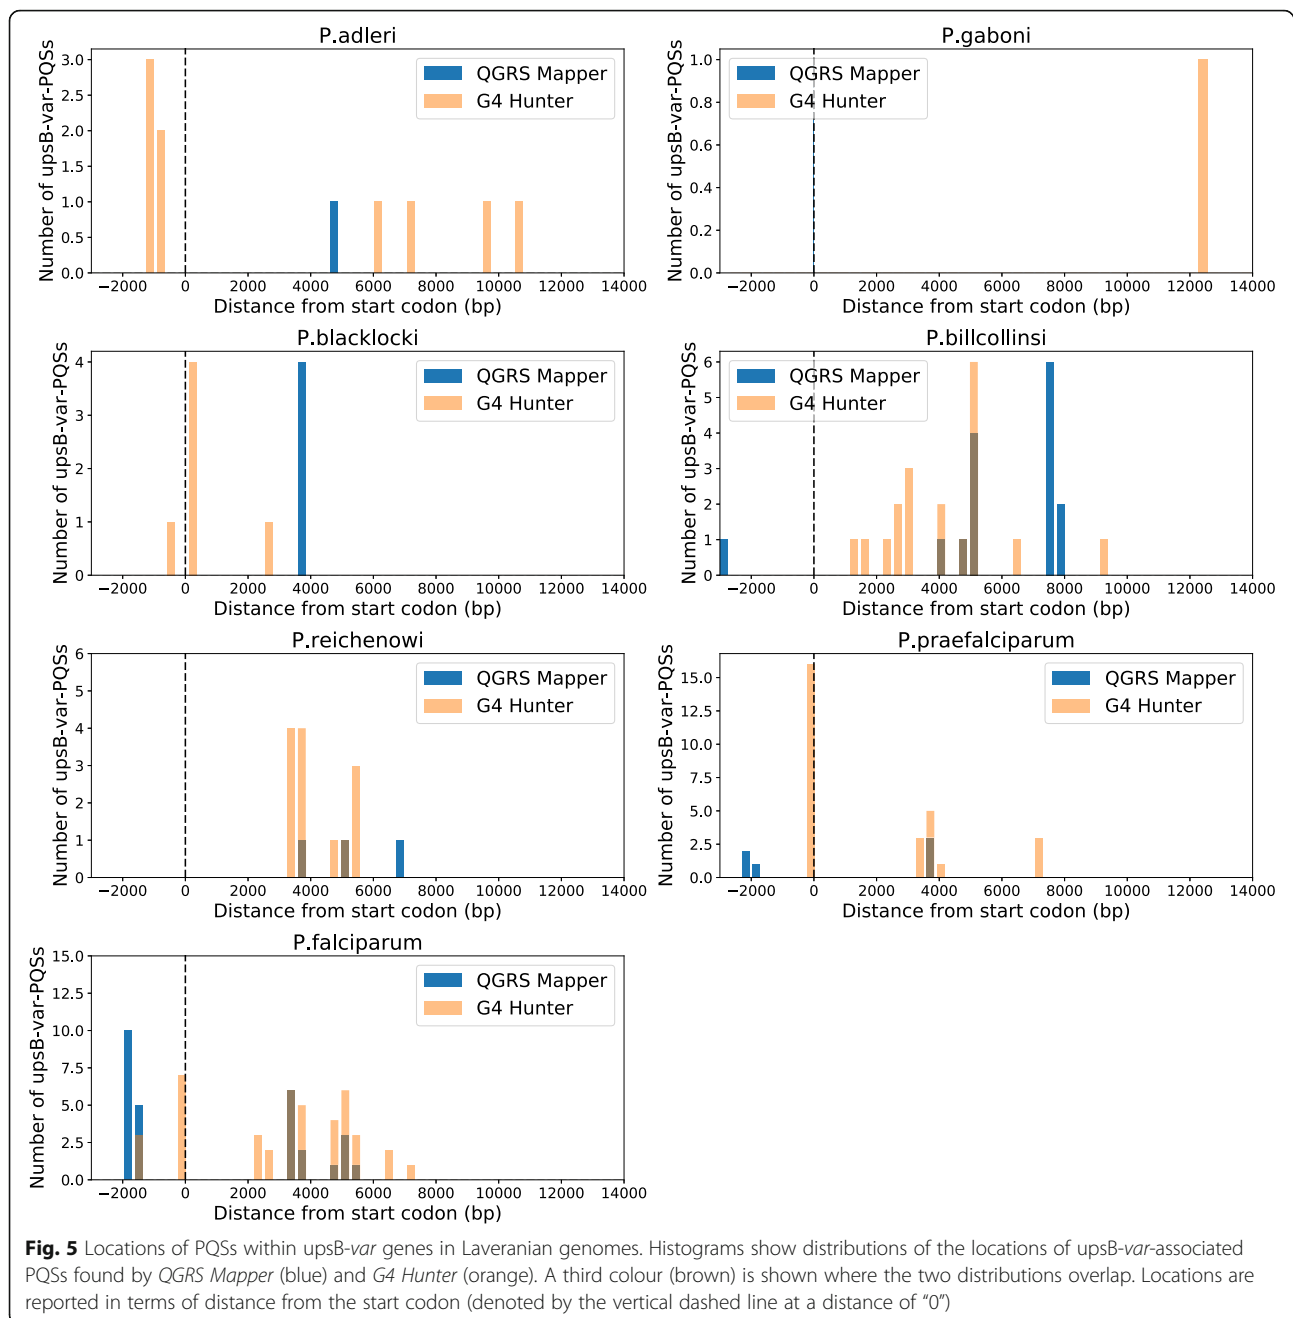 P.adleri
Number of upsB-var-PQSs
3.0
2.5
2.0
1.5
1.0
0.5
0.0
QGRS Mapper
G4 Hunter
−2000 0 2000 4000 6000 8000 10000 12000 14000
Distance from start codon (bp)
P.gaboni
Number of upsB-var-PQSs
1.0
0.8
0.6
0.4
0.2
0.0
QGRS Mapper
G4 Hunter
−2000 0 2000 4000 6000 8000 10000 12000 14000
Distance from start codon (bp)
P.blacklocki
Number of upsB-var-PQSs
4
3
2
1
0
QGRS Mapper
G4 Hunter
−2000 0 2000 4000 6000 8000 10000 12000 14000
Distance from start codon (bp)
P.billcollinsi
Number of upsB-var-PQSs
6
5
4
3
2
1
0
QGRS Mapper
G4 Hunter
−2000 0 2000 4000 6000 8000 10000 12000 14000
Distance from start codon (bp)
P.reichenowi
Number of upsB-var-PQSs
6
5
4
3
2
1
0
QGRS Mapper
G4 Hunter
−2000 0 2000 4000 6000 8000 10000 12000 14000
Distance from start codon (bp)
P.praefalciparum
Number of upsB-var-PQSs
15.0
12.5
10.0
7.5
5.0
2.5
0.0
QGRS Mapper
G4 Hunter
−2000 0 2000 4000 6000 8000 10000 12000 14000
Distance from start codon (bp)
P.falciparum
Number of upsB-var-PQSs
15.0
12.5
10.0
7.5
5.0
2.5
0.0
QGRS Mapper
G4 Hunter
−2000 0 2000 4000 6000 8000 10000 12000 14000
Distance from start codon (bp)
Fig. 5 Locations of PQSs within upsB-var genes in Laveranian genomes. Histograms show distributions of the locations of upsB-var-associated
PQSs found by QGRS Mapper (blue) and G4 Hunter (orange). A third colour (brown) is shown where the two distributions overlap. Locations are
reported in terms of distance from the start codon (denoted by the vertical dashed line at a distance of “0”)